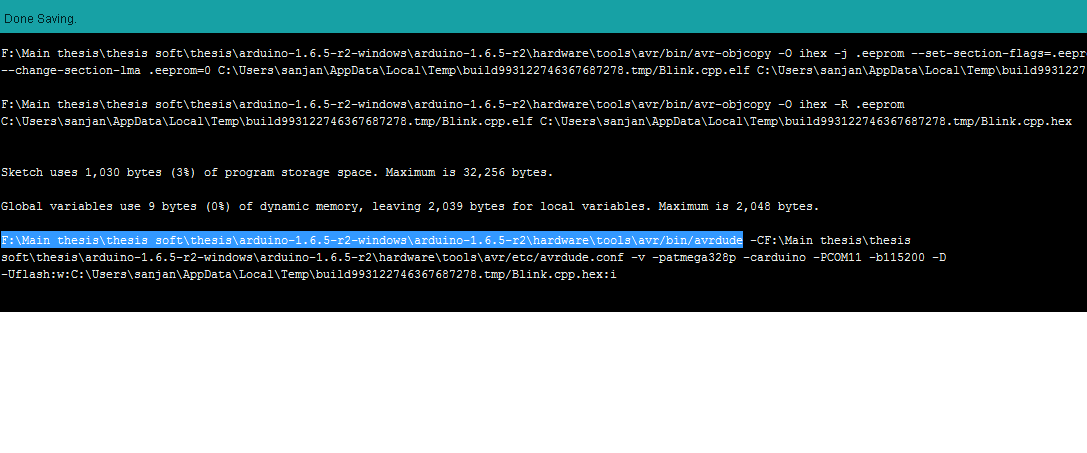 Done Saving.
F:\Main thesis\thesis soft\thesis\arduino-1.6.5-r2-windows\arduino-1.6.5-r2\hardware\tools\avr/bin/avr-objcopy -O ihex -j .eeprom --set-section-flags=.eepr
--change-section-lma .eeprom=0 C:\Users\sanjan\AppData\Local\Temp\build993122746367687278.tmp/Blink.cpp.elf C:\Users\sanjan\AppData\Local\Temp\build9931227
F:\Main thesis\thesis soft\thesis\arduino-1.6.5-r2-windows\arduino-1.6.5-r2\hardware\tools\avr/bin/avr-objcopy -O ihex -R .eeprom
C:\Users\sanjan\AppData\Local\Temp\build993122746367687278.tmp/Blink.cpp.elf C:\Users\sanjan\AppData\Local\Temp\build993122746367687278.tmp/Blink.cpp.hex
Sketch uses 1,030 bytes (3%) of program storage space. Maximum is 32,256 bytes.
Global variables use 9 bytes (0%) of dynamic memory, leaving 2,039 bytes for local variables. Maximum is 2,048 bytes.
F:\Main thesis\thesis soft\thesis\arduino-1.6.5-r2-windows\arduino-1.6.5-r2\hardware\tools\avr/bin/avrdude -CF:\Main thesis\thesis
soft\thesis\arduino-1.6.5-r2-windows\arduino-1.6.5-r2\hardware\tools\avr/etc/avrdude.conf -v -patmega328p -carduino -PCOM11 -b115200 -D
-Uflash:w:C:\Users\sanjan\AppData\Local\Temp\build993122746367687278.tmp/Blink.cpp.hex:i